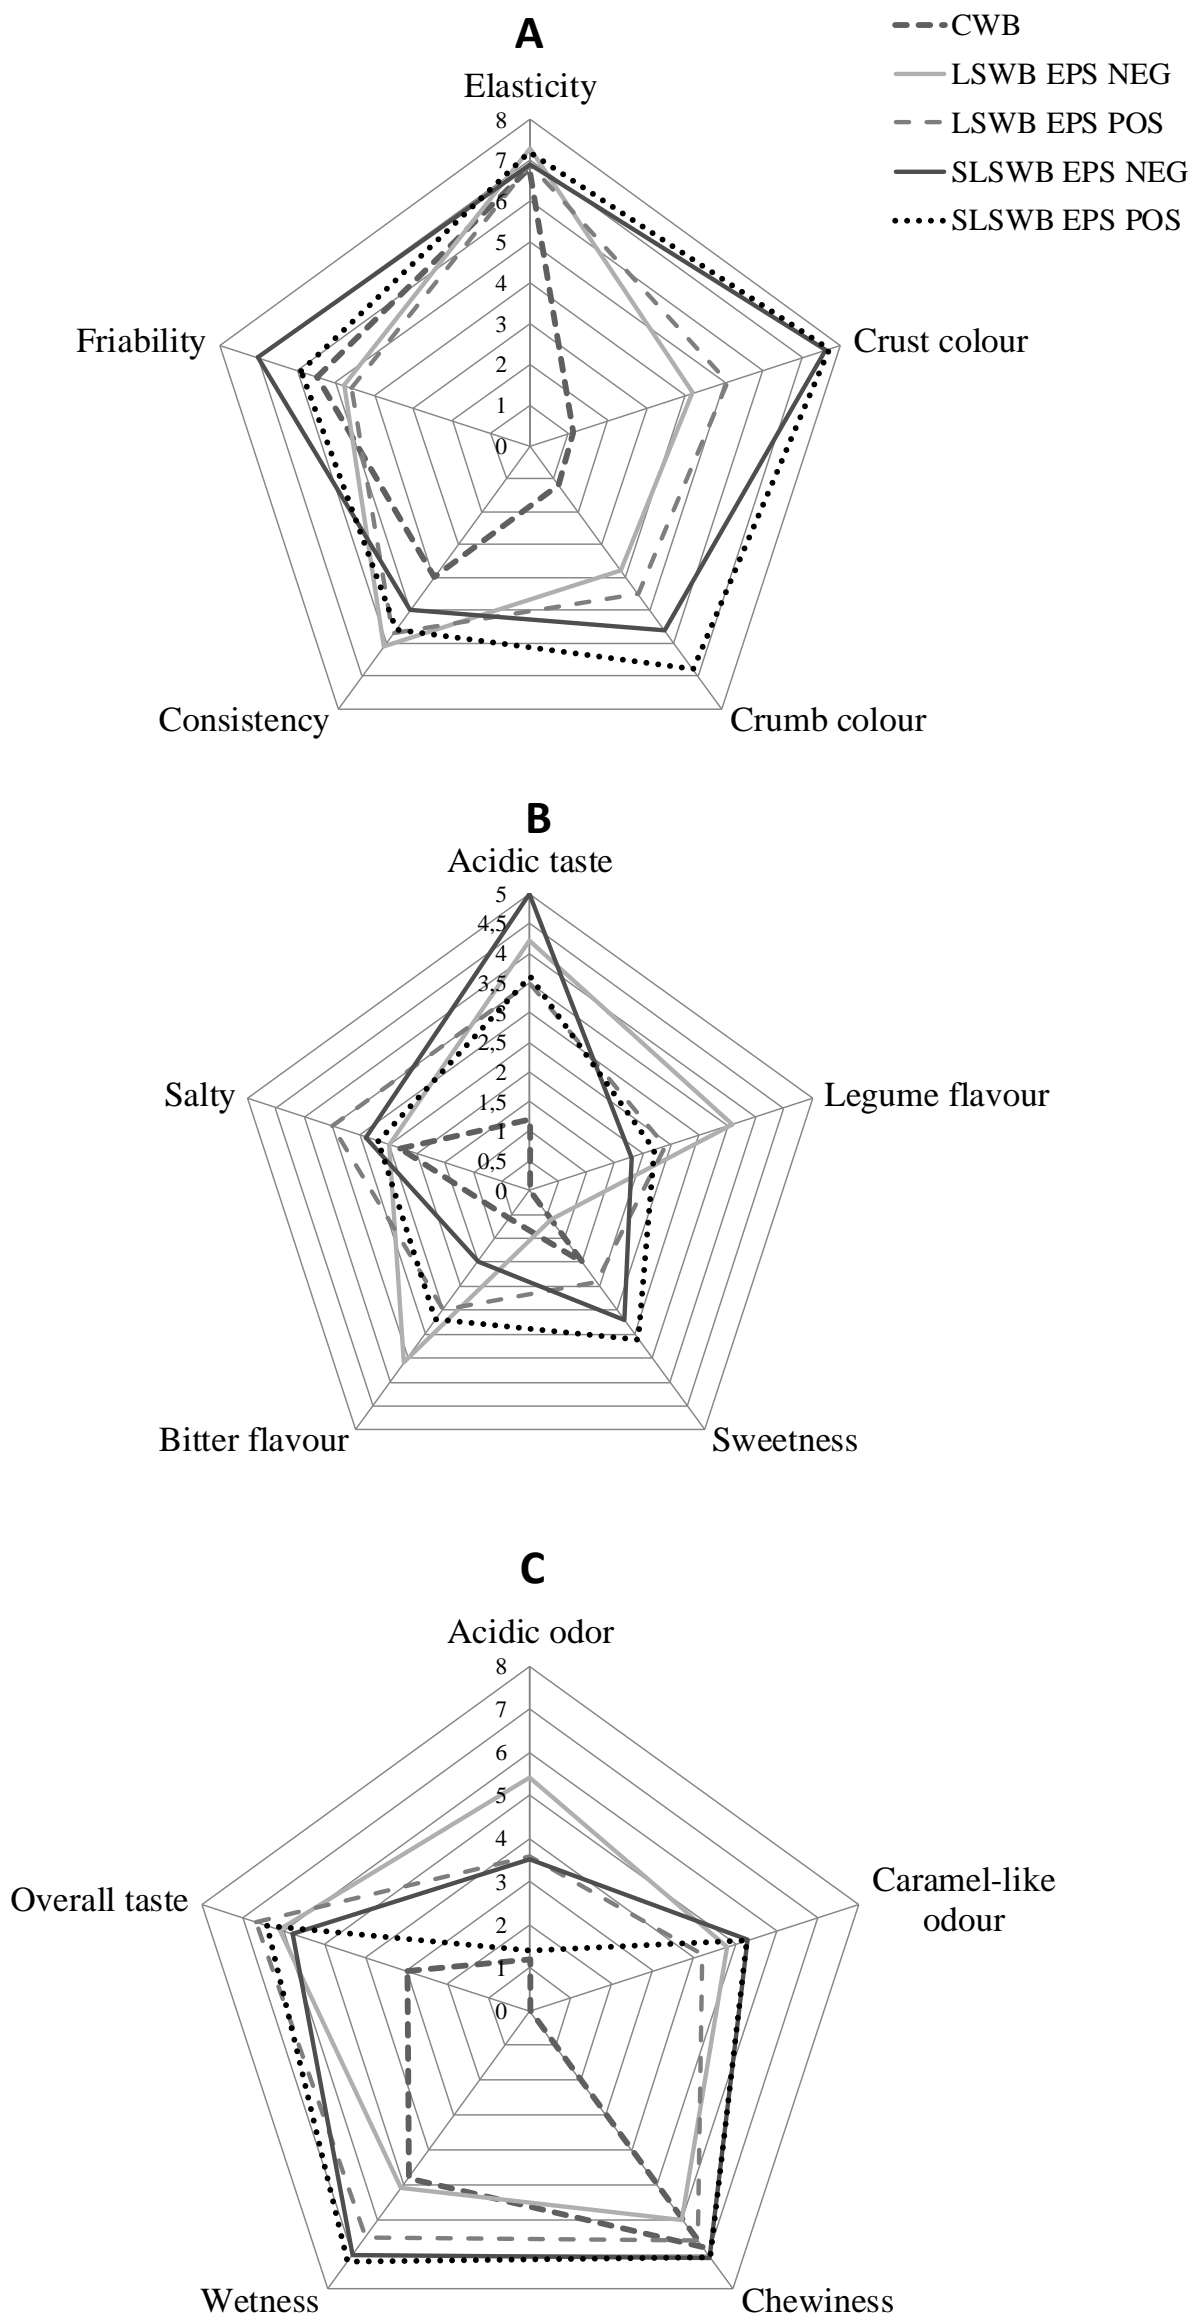 A
CWB
LSWB EPS NEG
LSWB EPS POS
SLSWB EPS NEG
SLSWB EPS POS
Elasticity
8
7
6
5
4
3
2
1
0
Friability
Crust colour
Consistency
Crumb colour
B
Acidic taste
5
4,5
4
3,5
3
2,5
2
1,5
1
0,5
0
Salty
Legume flavour
Bitter flavour
Sweetness
C
Acidic odor
8
7
6
5
4
3
2
1
0
Overall taste
Caramel-like
odour
Wetness
Chewiness